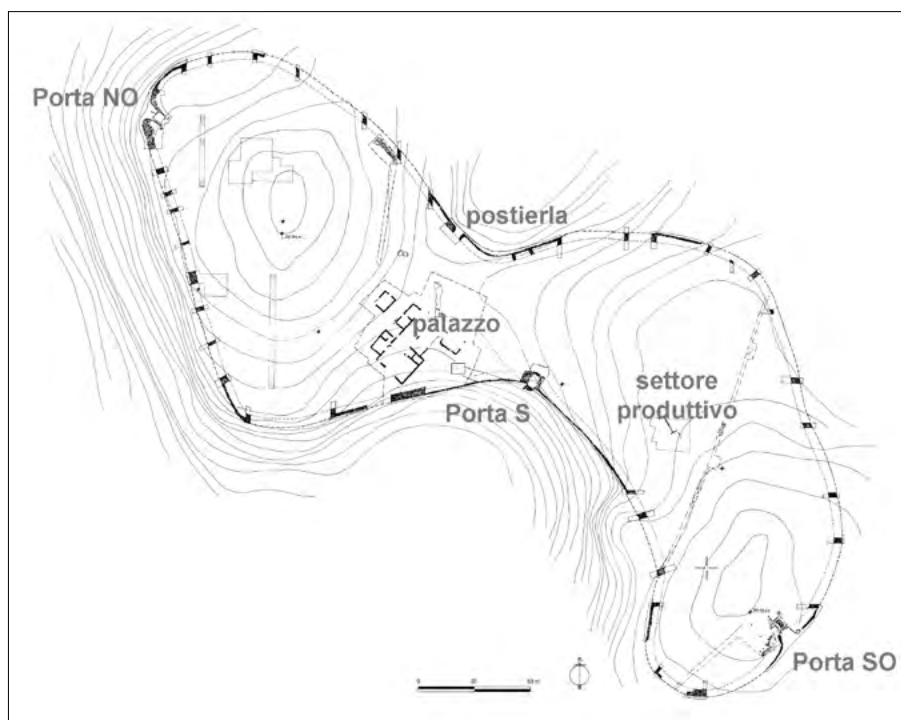 Porta NO
postierla
palazzo
settore
produttivo
Porta S
Porta SO